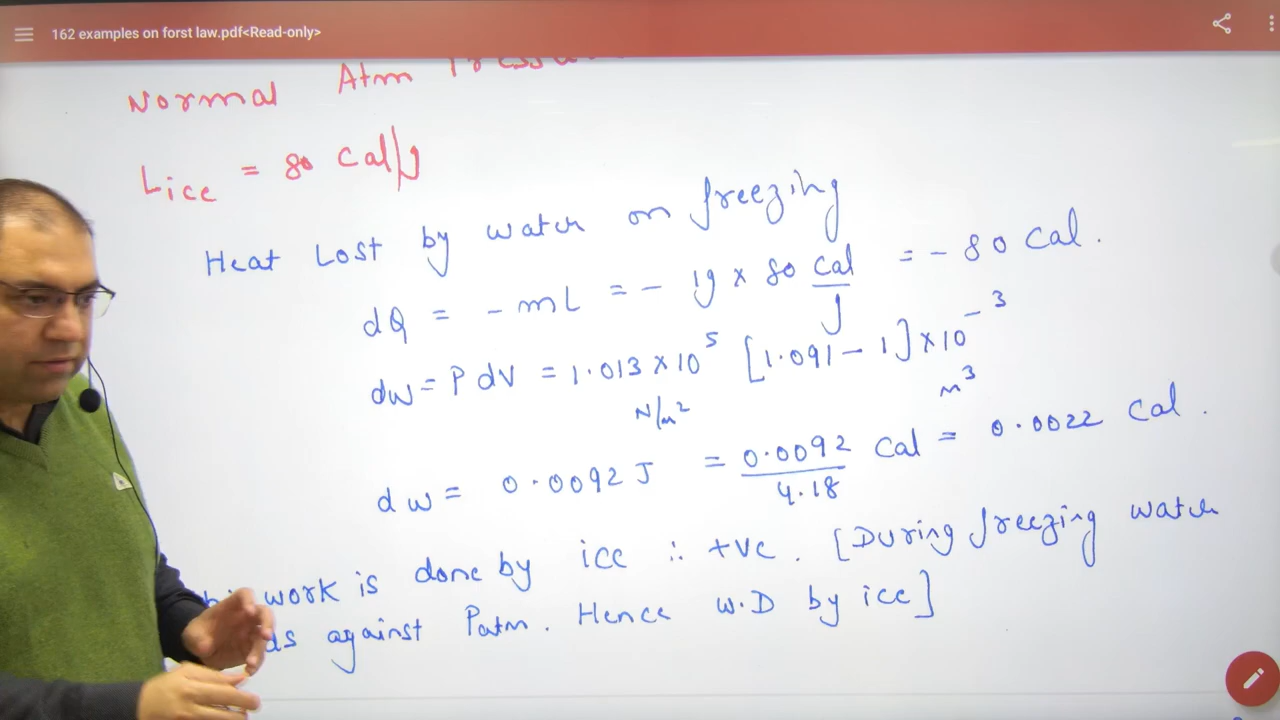 162 examples on forst law.pdf<Read-only>
Normal Atm Pressu
Lice = 80 Cal/g
Heat Lost by water on freezing
dQ = - mL = - 1g × 80 Cal/g = - 80 Cal.
dw = P dV = 1.013 × 10^5 [1.091 - 1] × 10^-3
N/m^2 m^3
dw = 0.0092 J = 0.0092/4.18 Cal = 0.0022 Cal.
work is done by ice ∴ +ve. [During freezing water
ds against Patm. Hence W.D by ice]